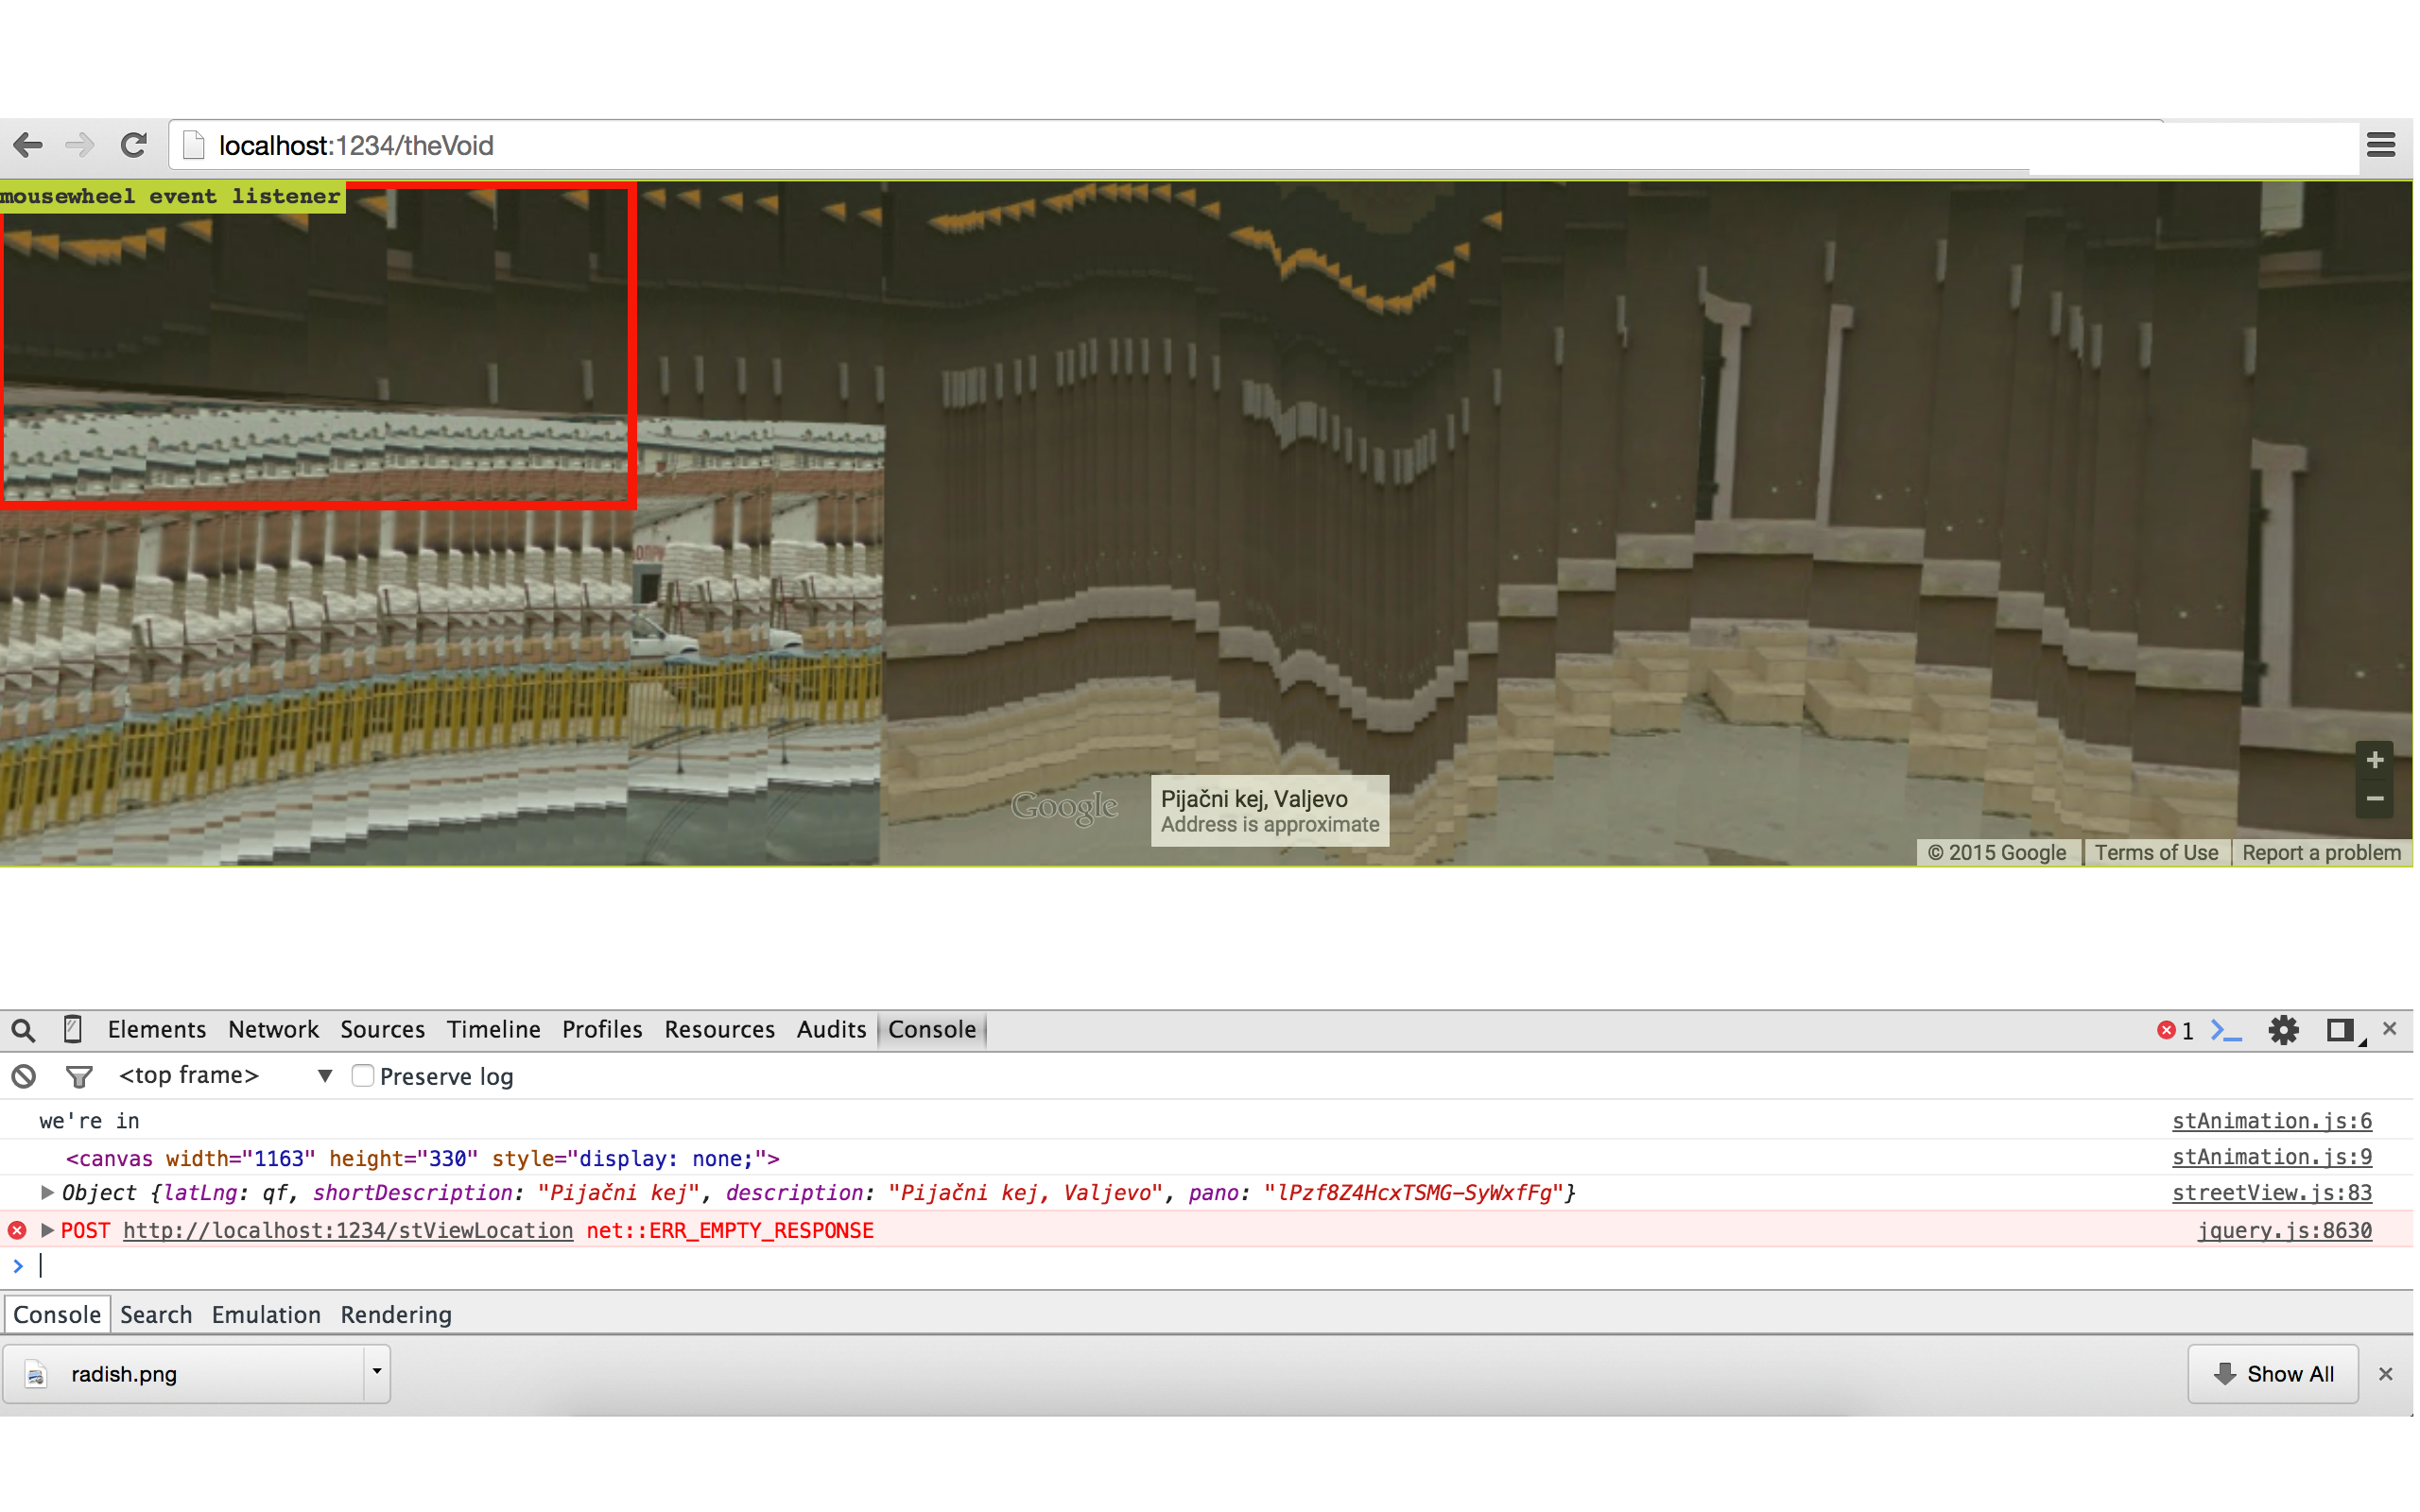 localhost:1234/theVoid
mousewheel event listener
Google
Pijačni kej, Valjevo
Address is approximate
© 2015 Google Terms of Use Report a problem
Elements Network Sources Timeline Profiles Resources Audits Console 1
<top frame> Preserve log
we're in stAnimation.js:6
<canvas width="1163" height="330" style="display: none;"> stAnimation.js:9
Object {latLng: qf, shortDescription: "Pijačni kej", description: "Pijačni kej, Valjevo", pano: "lPzf8Z4HcxTSMG-SyWxfFg"} streetView.js:83
POST http://localhost:1234/stViewLocation net::ERR_EMPTY_RESPONSE jquery.js:8630
Console Search Emulation Rendering
radish.png Show All